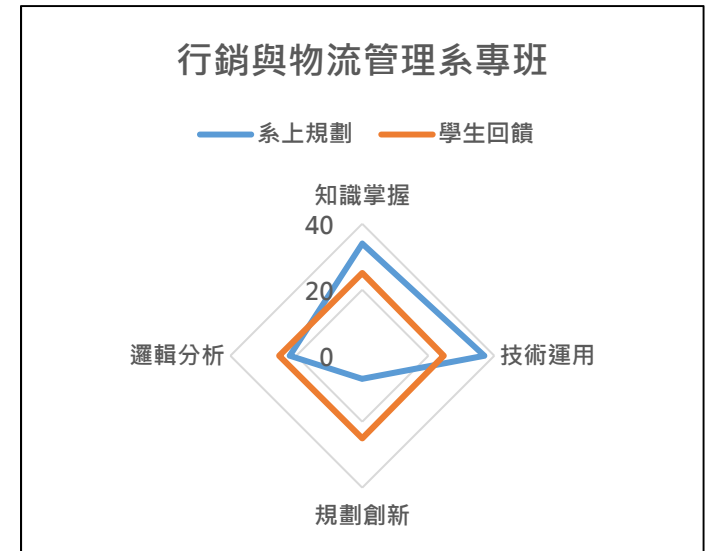 行銷與物流管理系專班
系上規劃 學生回饋
知識掌握
40
20
邏輯分析 0 技術運用
規劃創新